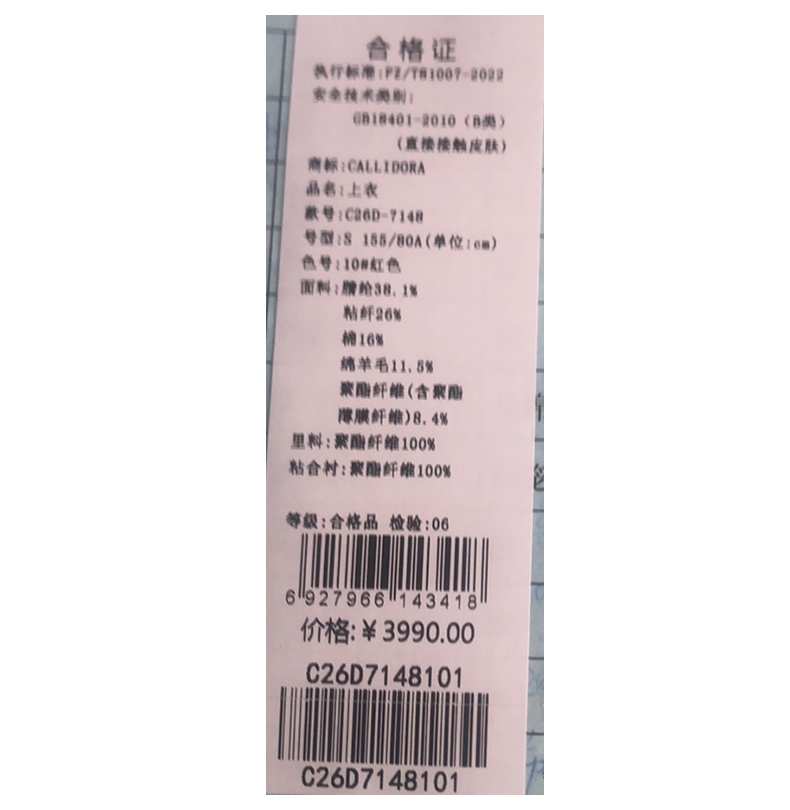 合格证
执行标准:FZ/T81007-2022
安全技术类别:
GB18401-2010（B类）
（直接接触皮肤）
商标:CALLIDORA
品名:上衣
款号:C26D-7148
号型:S 155/80A(单位:cm)
色号:10#红色
面料:腈纶38.1%
粘纤26%
棉16%
绵羊毛11.5%
聚酯纤维(含聚酯
薄膜纤维)8.4%
里料:聚酯纤维100%
粘合衬:聚酯纤维100%
等级:合格品 检验:06
6 927966 143418
价格:￥3990.00
C26D7148101
C26D7148101